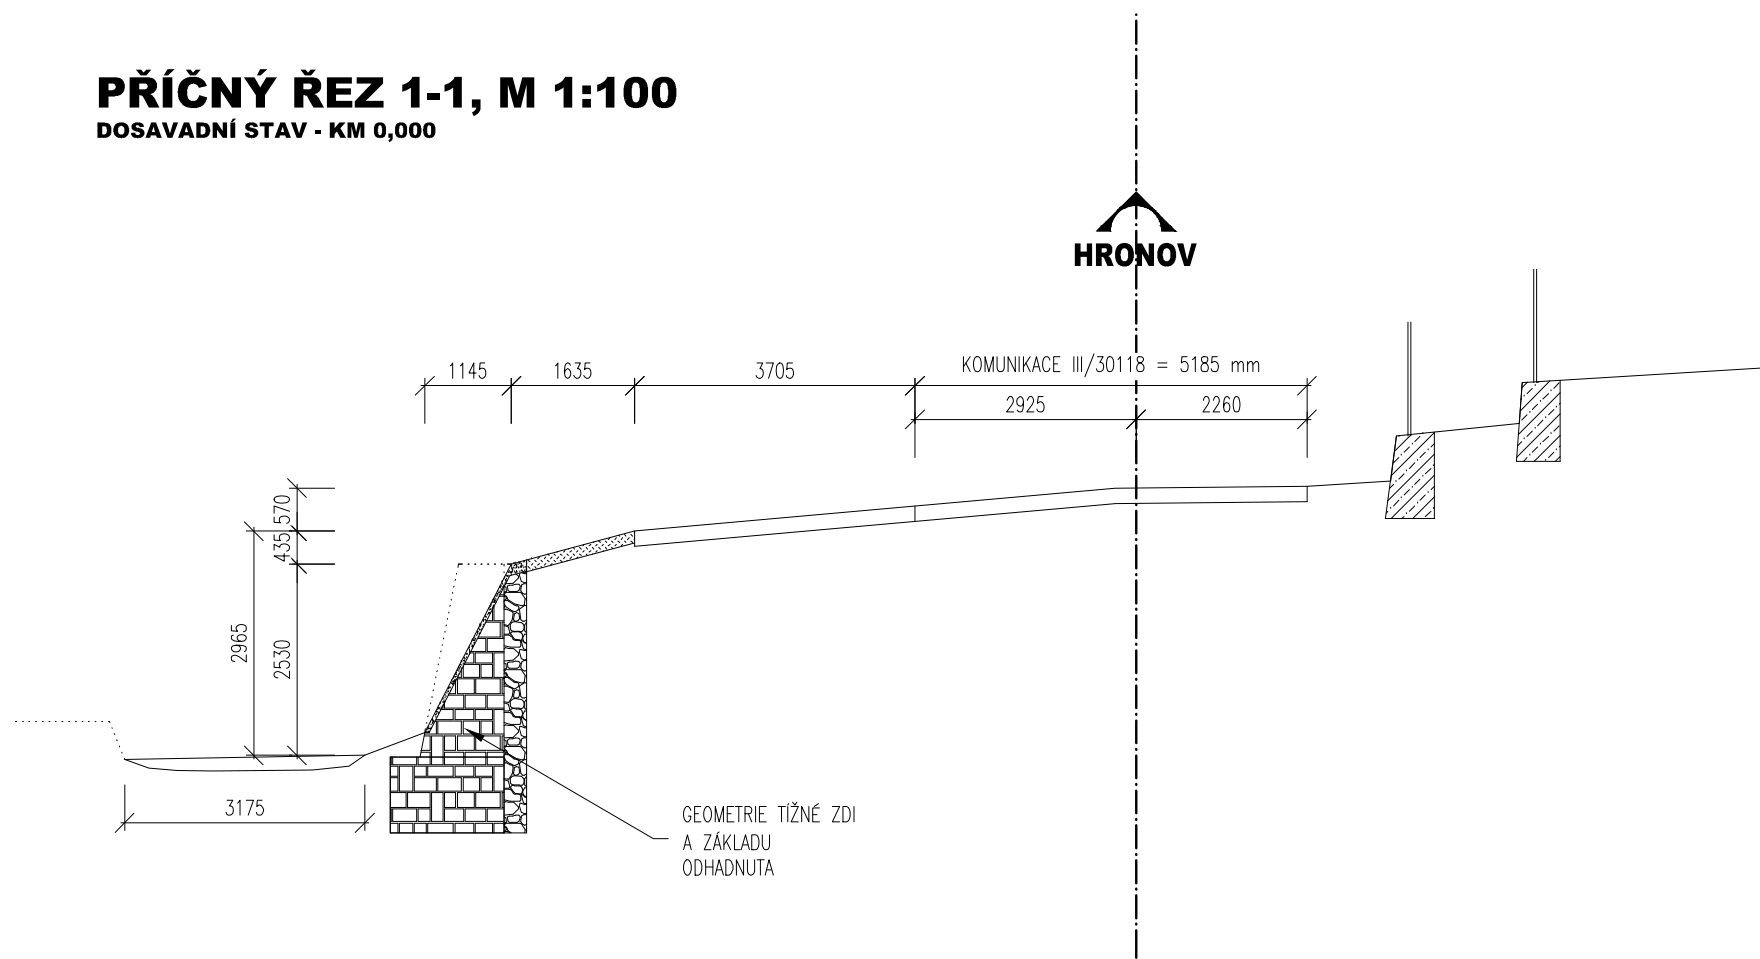 PŘÍČNÝ ŘEZ 1-1, M 1:100
DOSAVADNÍ STAV - KM 0,000
HRONOV
1145
1635
3705
KOMUNIKACE III/30118 = 5185 mm
2925
2260
570
435
2965
2530
3175
GEOMETRIE TÍŽNÉ ZDI
A ZÁKLADU
ODHADNUTA